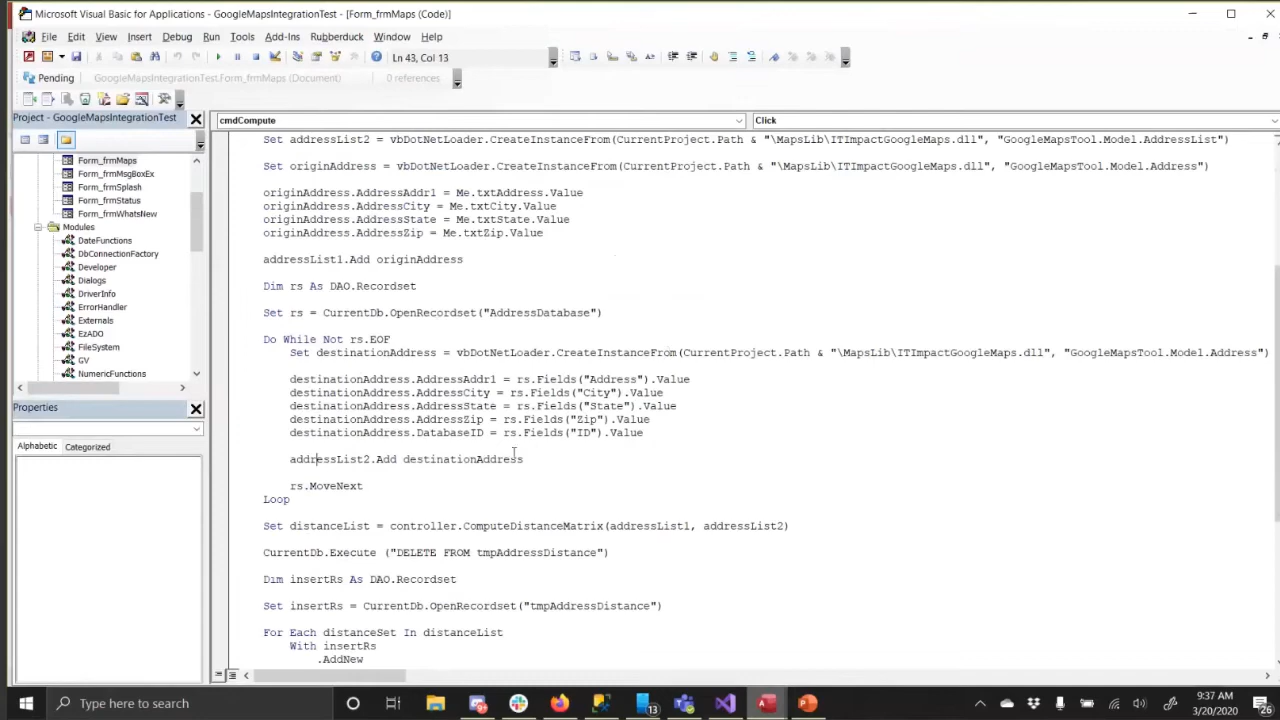 Microsoft Visual Basic for Applications - GoogleMapsIntegrationTest - [Form_frmMaps (Code)]
File Edit View Insert Debug Run Tools Add-Ins Rubberduck Window Help
Ln 43, Col 13
Pending GoogleMapsIntegrationTest.Form_frmMaps (Document) 0 references
Project - GoogleMapsIntegrationTest
Form_frmMaps
Form_frmMsgBoxEx
Form_frmSplash
Form_frmStatus
Form_frmWhatsNew
Modules
DateFunctions
DbConnectionFactory
Developer
Dialogs
DriverInfo
ErrorHandler
Externals
EzADO
FileSystem
GV
NumericFunctions
Properties
Alphabetic Categorized
cmdCompute Click
Set addressList2 = vbDotNetLoader.CreateInstanceFrom(CurrentProject.Path & "\MapsLib\ITImpactGoogleMaps.dll", "GoogleMapsTool.Model.AddressList")
Set originAddress = vbDotNetLoader.CreateInstanceFrom(CurrentProject.Path & "\MapsLib\ITImpactGoogleMaps.dll", "GoogleMapsTool.Model.Address")
originAddress.AddressAddr1 = Me.txtAddress.Value
originAddress.AddressCity = Me.txtCity.Value
originAddress.AddressState = Me.txtState.Value
originAddress.AddressZip = Me.txtZip.Value
addressList1.Add originAddress
Dim rs As DAO.Recordset
Set rs = CurrentDb.OpenRecordset("AddressDatabase")
Do While Not rs.EOF
Set destinationAddress = vbDotNetLoader.CreateInstanceFrom(CurrentProject.Path & "\MapsLib\ITImpactGoogleMaps.dll", "GoogleMapsTool.Model.Address")
destinationAddress.AddressAddr1 = rs.Fields("Address").Value
destinationAddress.AddressCity = rs.Fields("City").Value
destinationAddress.AddressState = rs.Fields("State").Value
destinationAddress.AddressZip = rs.Fields("Zip").Value
destinationAddress.DatabaseID = rs.Fields("ID").Value
addressList2.Add destinationAddress
rs.MoveNext
Loop
Set distanceList = controller.ComputeDistanceMatrix(addressList1, addressList2)
CurrentDb.Execute ("DELETE FROM tmpAddressDistance")
Dim insertRs As DAO.Recordset
Set insertRs = CurrentDb.OpenRecordset("tmpAddressDistance")
For Each distanceSet In distanceList
With insertRs
.AddNew
Type here to search
13
9:37 AM
3/20/2020
26